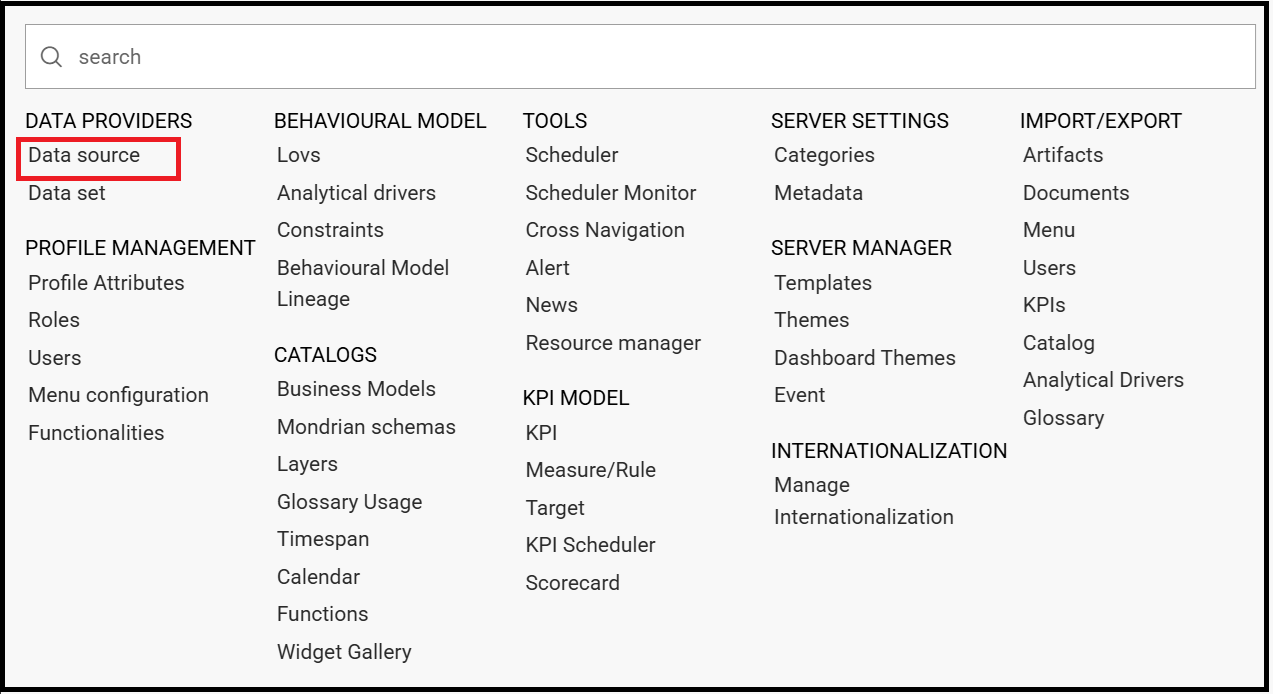 search
DATA PROVIDERS
Data source
Data set
PROFILE MANAGEMENT
Profile Attributes
Roles
Users
Menu configuration
Functionalities
BEHAVIOURAL MODEL
Lovs
Analytical drivers
Constraints
Behavioural Model
Lineage
CATALOGS
Business Models
Mondrian schemas
Layers
Glossary Usage
Timespan
Calendar
Functions
Widget Gallery
TOOLS
Scheduler
Scheduler Monitor
Cross Navigation
Alert
News
Resource manager
KPI MODEL
KPI
Measure/Rule
Target
KPI Scheduler
Scorecard
SERVER SETTINGS
Categories
Metadata
SERVER MANAGER
Templates
Themes
Dashboard Themes
Event
INTERNATIONALIZATION
Manage
Internationalization
IMPORT/EXPORT
Artifacts
Documents
Menu
Users
KPIs
Catalog
Analytical Drivers
Glossary